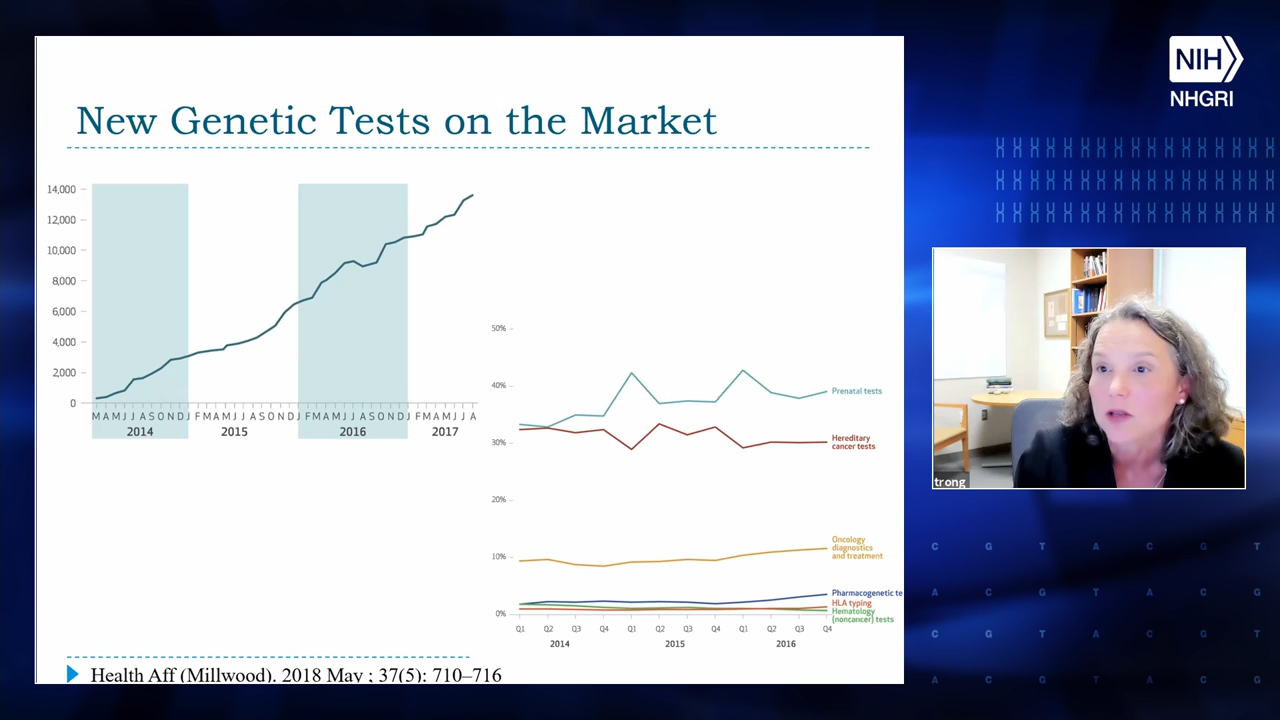 NIH
NHGRI
New Genetic Tests on the Market
14,000
12,000
10,000
8,000
6,000
4,000
2,000
0
M A M J J A S O N D J F M A M J J A S O N D J F M A M J J A S O N D J F M A M J J A
2014 2015 2016 2017
50%
40%
30%
20%
10%
0%
Prenatal tests
Hereditary
cancer tests
Oncology
diagnostics
and treatment
Pharmacogenetic te
HLA typing
Hematology
(noncancer) tests
Q1 Q2 Q3 Q4 Q1 Q2 Q3 Q4 Q1 Q2 Q3 Q4
2014 2015 2016
Health Aff (Millwood). 2018 May ; 37(5): 710–716
trong
C G T A C G T
A C G T A C G
C G T A C G T
A C G T A C G